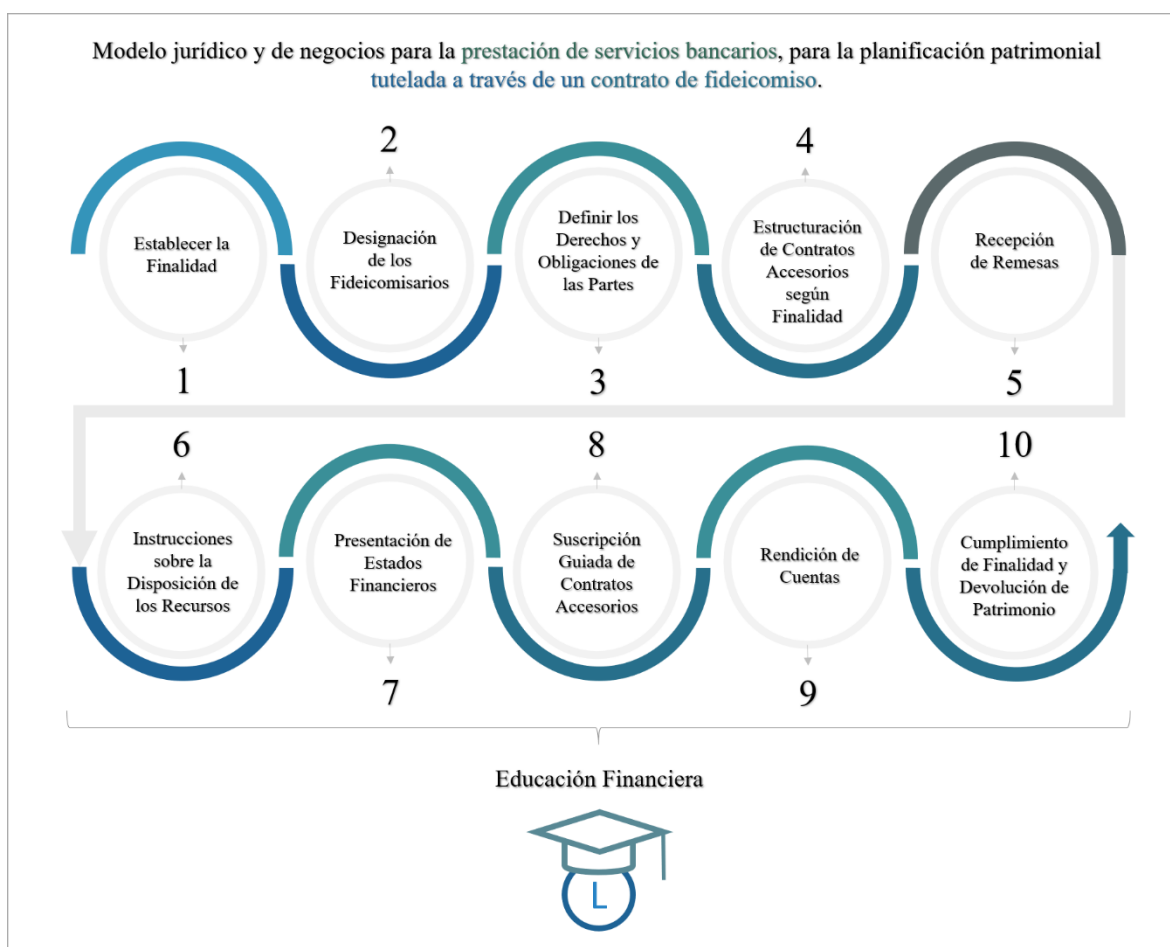 Modelo jurídico y de negocios para la prestación de servicios bancarios, para la planificación patrimonial
tutelada a través de un contrato de fideicomiso.
2
4
Establecer la
Finalidad
Designación
de los
Fideicomisarios
Definir los
Derechos y
Obligaciones de
las Partes
Estructuración
de Contratos
Accesorios
según
Finalidad
Recepción
de Remesas
1
3
5
6
8
10
Instrucciones
sobre la
Disposición de
los Recursos
Presentación de
Estados
Financieros
Suscripción
Guiada de
Contratos
Accesorios
Rendición de
Cuentas
Cumplimiento
de Finalidad y
Devolución de
Patrimonio
7
9
Educación Financiera
L